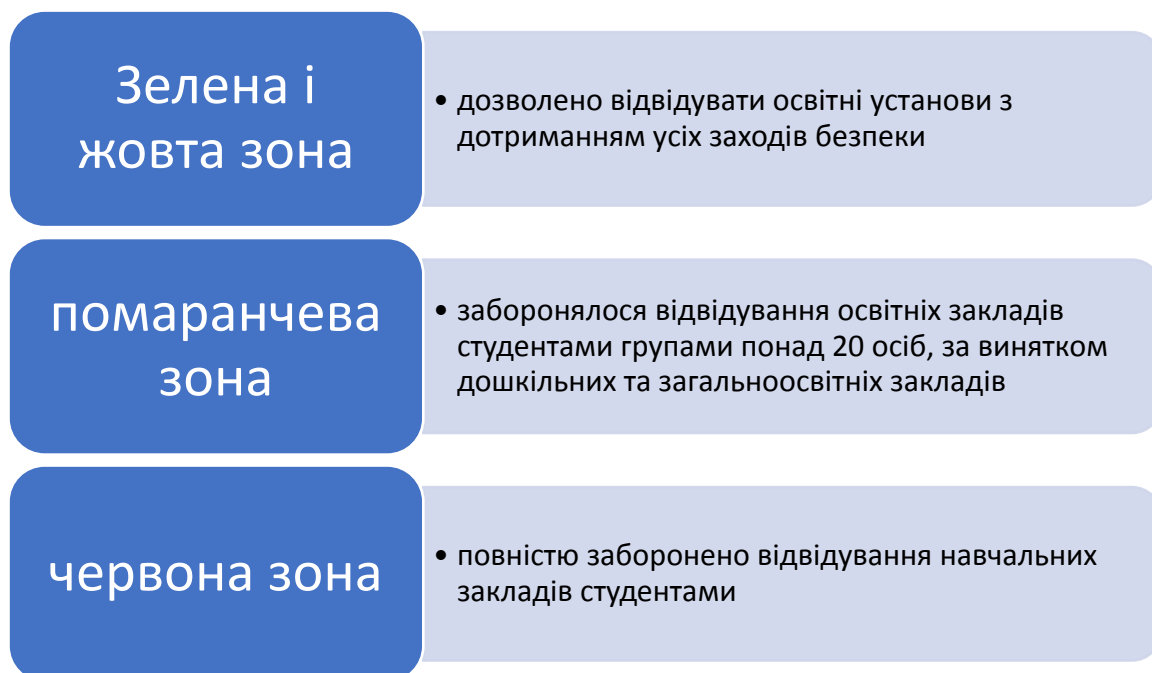 Зелена і
жовта зона
• дозволено відвідувати освітні установи з
дотриманням усіх заходів безпеки
помаранчева
зона
• заборонялося відвідування освітніх закладів
студентами групами понад 20 осіб, за винятком
дошкільних та загальноосвітніх закладів
червона зона
• повністю заборонено відвідування навчальних
закладів студентами